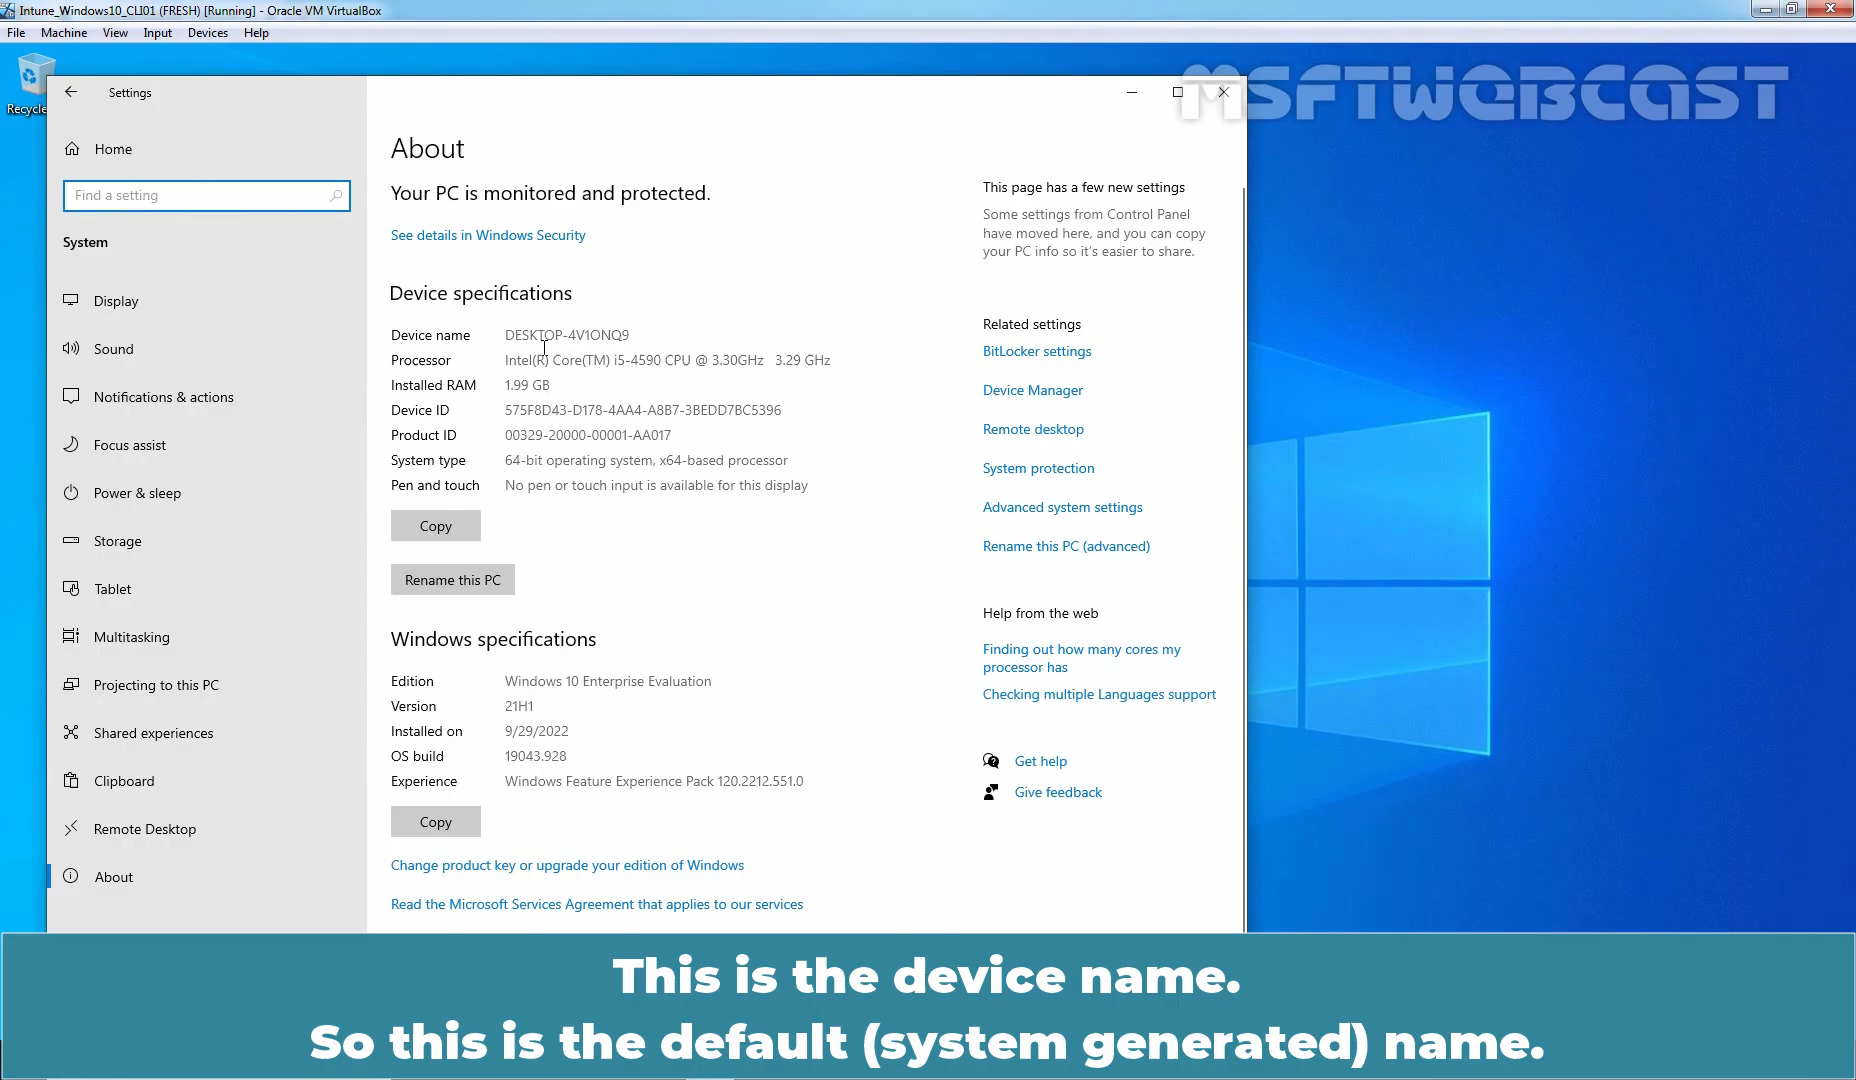 Intune_Windows10_CLI01 (FRESH) [Running] - Oracle VM VirtualBox
File Machine View Input Devices Help
MSFTWEBCAST
Recycle
Settings
Home
Find a setting
System
Display
Sound
Notifications & actions
Focus assist
Power & sleep
Storage
Tablet
Multitasking
Projecting to this PC
Shared experiences
Clipboard
Remote Desktop
About
About
Your PC is monitored and protected.
See details in Windows Security
Device specifications
Device name DESKTOP-4V1ONQ9
Processor Intel(R) Core(TM) i5-4590 CPU @ 3.30GHz 3.29 GHz
Installed RAM 1.99 GB
Device ID 575F8D43-D178-4AA4-A8B7-3BEDD7BC5396
Product ID 00329-20000-00001-AA017
System type 64-bit operating system, x64-based processor
Pen and touch No pen or touch input is available for this display
Copy
Rename this PC
Windows specifications
Edition Windows 10 Enterprise Evaluation
Version 21H1
Installed on 9/29/2022
OS build 19043.928
Experience Windows Feature Experience Pack 120.2212.551.0
Copy
Change product key or upgrade your edition of Windows
Read the Microsoft Services Agreement that applies to our services
This page has a few new settings
Some settings from Control Panel
have moved here, and you can copy
your PC info so it's easier to share.
Related settings
BitLocker settings
Device Manager
Remote desktop
System protection
Advanced system settings
Rename this PC (advanced)
Help from the web
Finding out how many cores my
processor has
Checking multiple Languages support
Get help
Give feedback
This is the device name.
So this is the default (system generated) name.